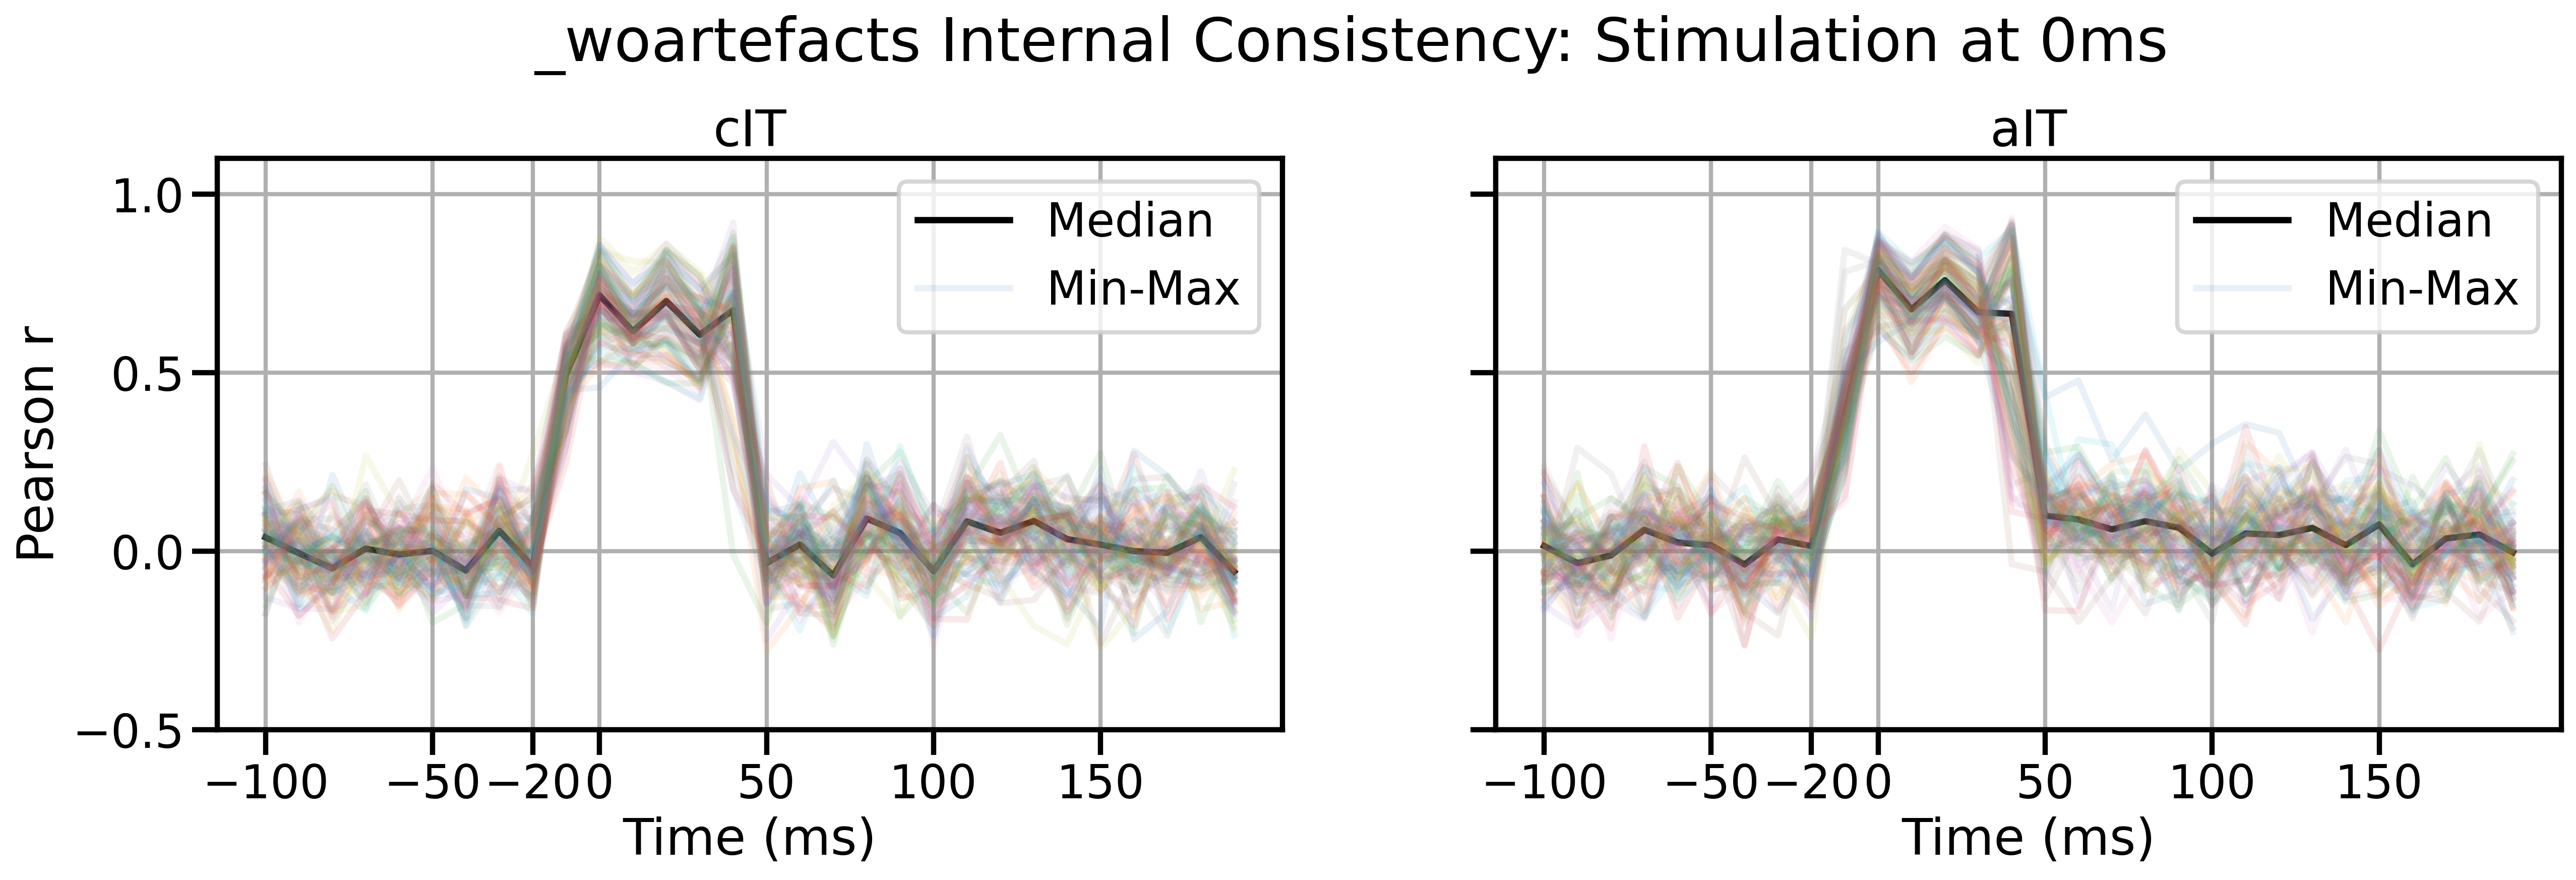 _woartefacts Internal Consistency: Stimulation at 0ms
cIT
aIT
Pearson r
1.0
0.5
0.0
−0.5
Median
Min-Max
Median
Min-Max
−100 −50 −20 0 50 100 150
−100 −50 −20 0 50 100 150
Time (ms)
Time (ms)